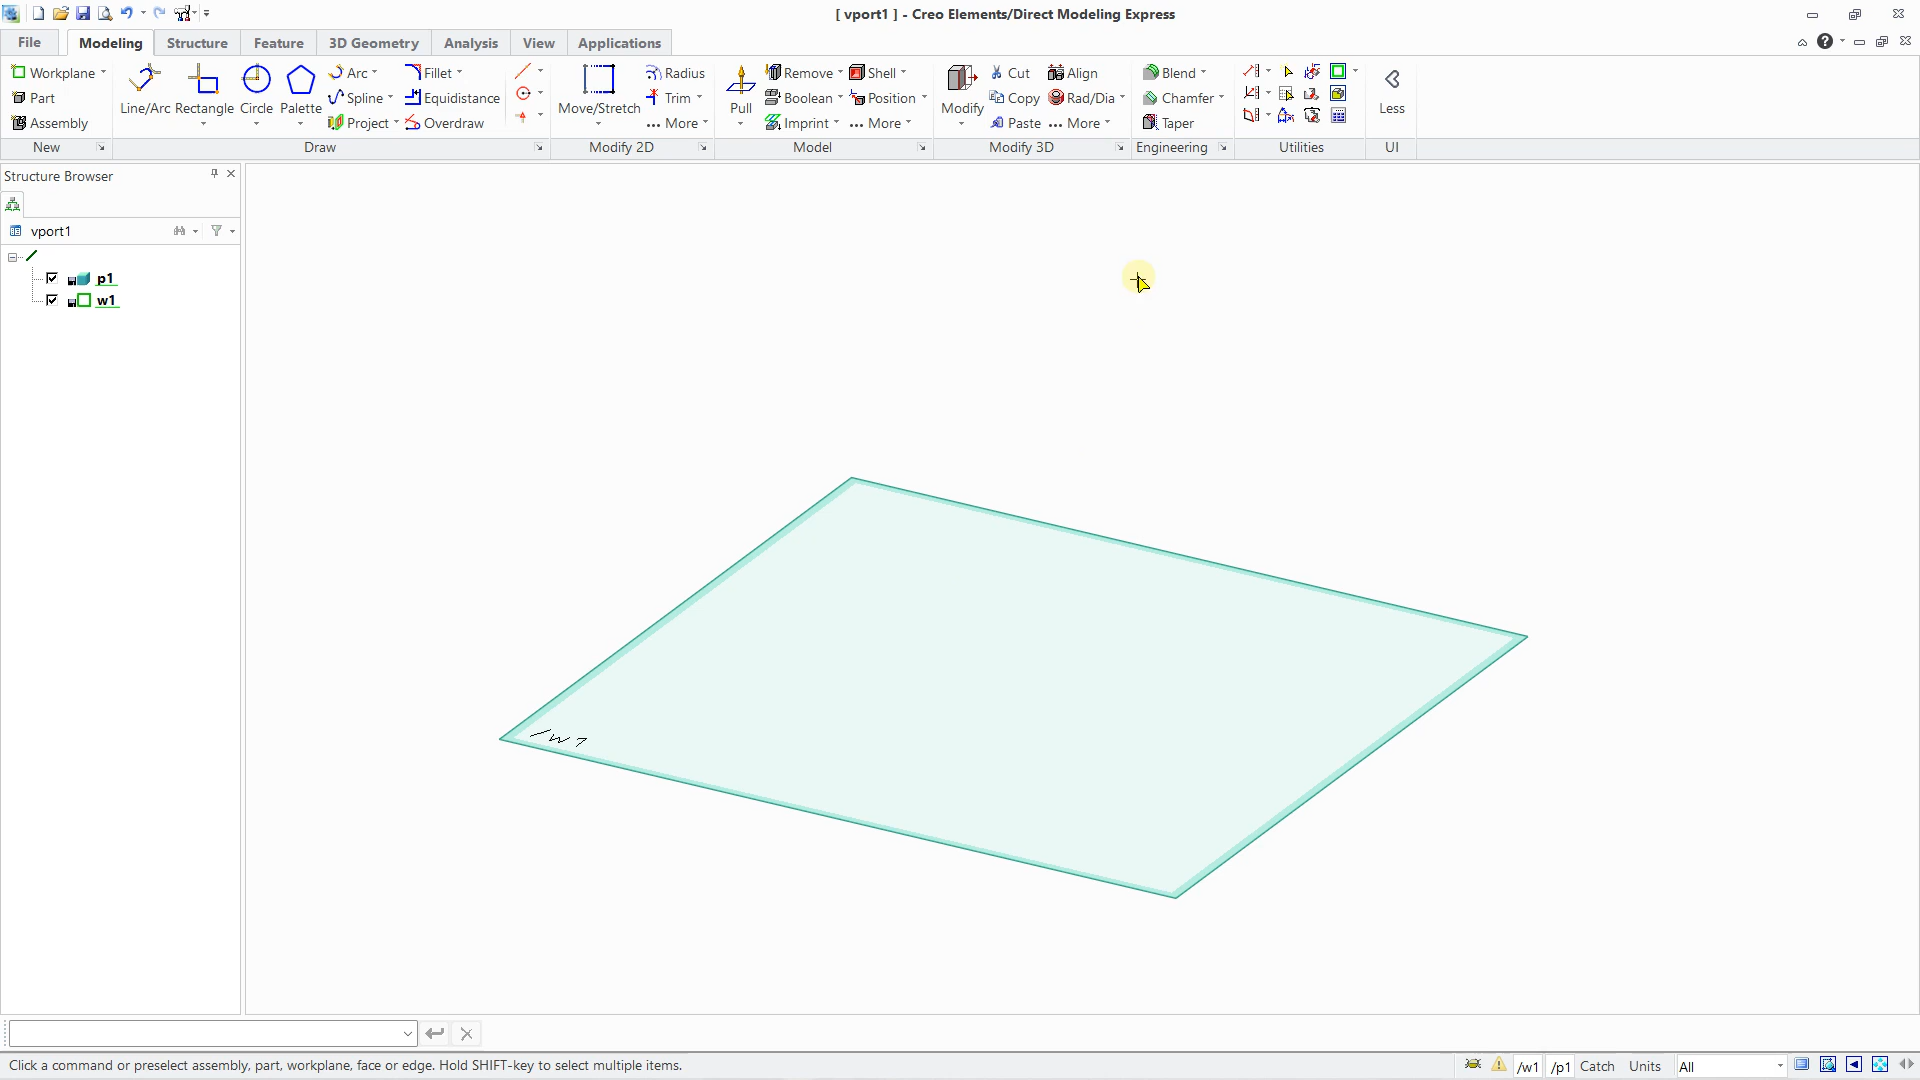 [ vport1 ] - Creo Elements/Direct Modeling Express
File Modeling Structure Feature 3D Geometry Analysis View Applications
Workplane
Part
Assembly
New
Line/Arc Rectangle Circle Palette
Arc
Spline
Project
Fillet
Equidistance
Overdraw
Draw
Move/Stretch
Radius
Trim
... More
Modify 2D
Pull
Remove
Boolean
Imprint
Shell
Position
... More
Model
Modify
Cut
Copy
Paste
Align
Rad/Dia
... More
Modify 3D
Blend
Chamfer
Taper
Engineering
Utilities
Less
UI
Structure Browser
vport1
p1
w1
/w1
Click a command or preselect assembly, part, workplane, face or edge. Hold SHIFT-key to select multiple items.
/w1 /p1 Catch Units All